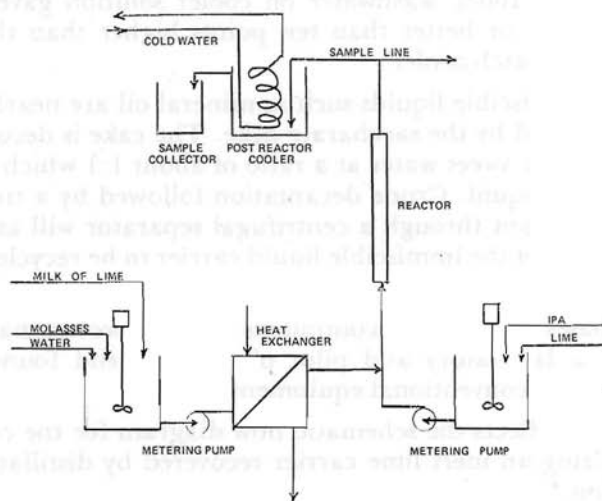 COLD WATER
SAMPLE LINE
SAMPLE
COLLECTOR
POST REACTOR
COOLER
REACTOR
MILK OF LIME
MOLASSES
WATER
HEAT
EXCHANGER
IPA
LIME
METERING PUMP
METERING PUMP